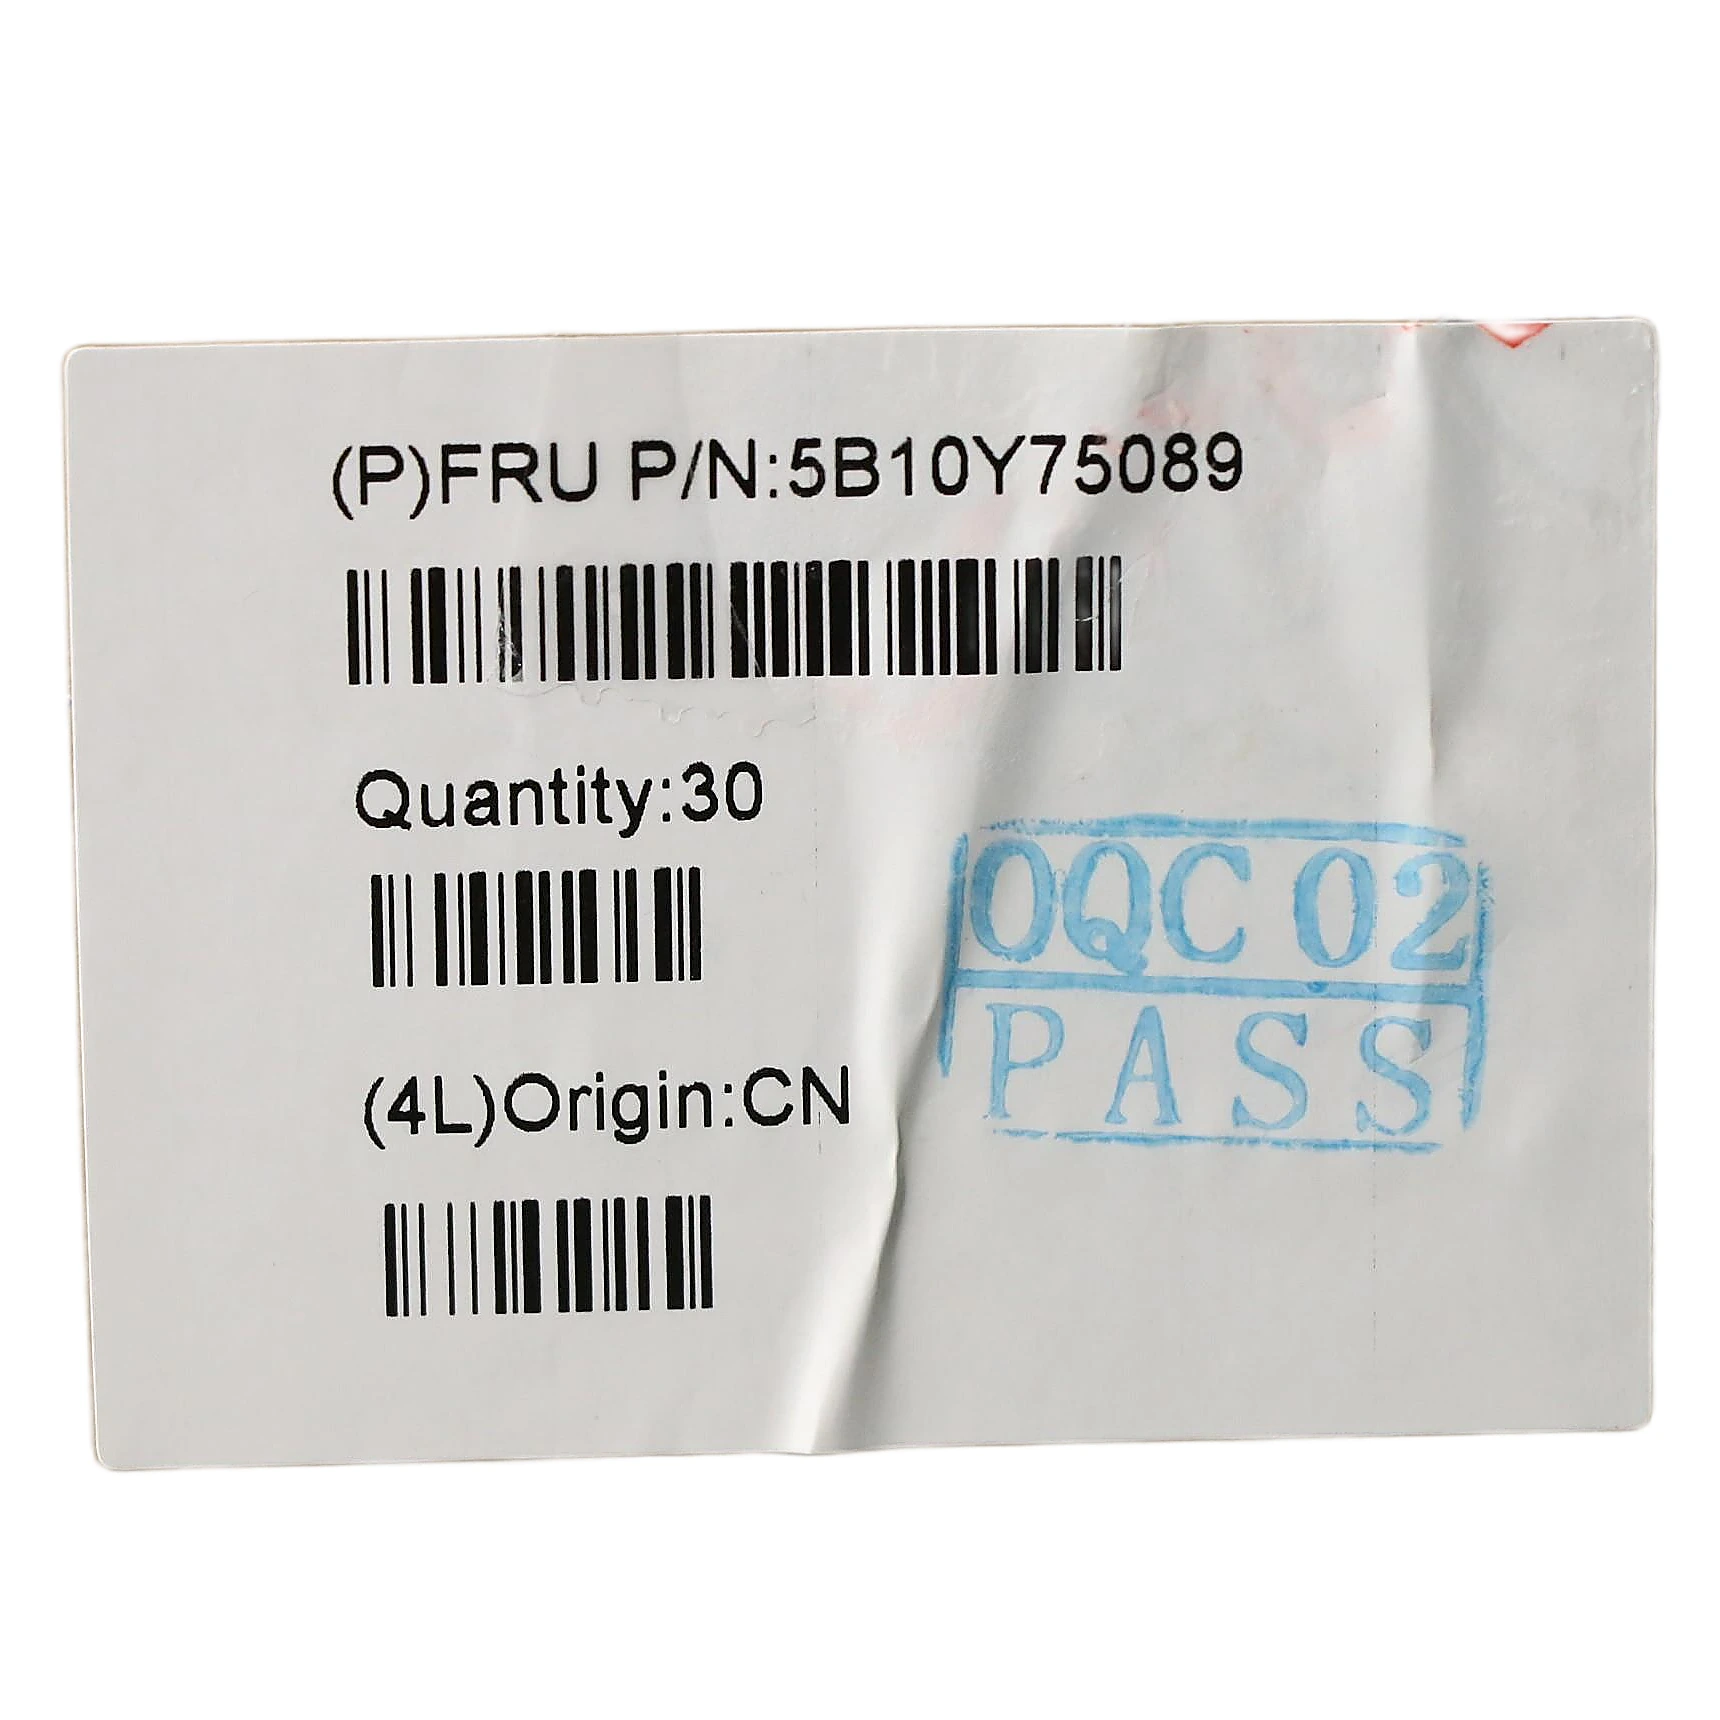 (P)FRU P/N:5B10Y75089
Quantity:30
OQC 02
PASS
(4L)Origin:CN